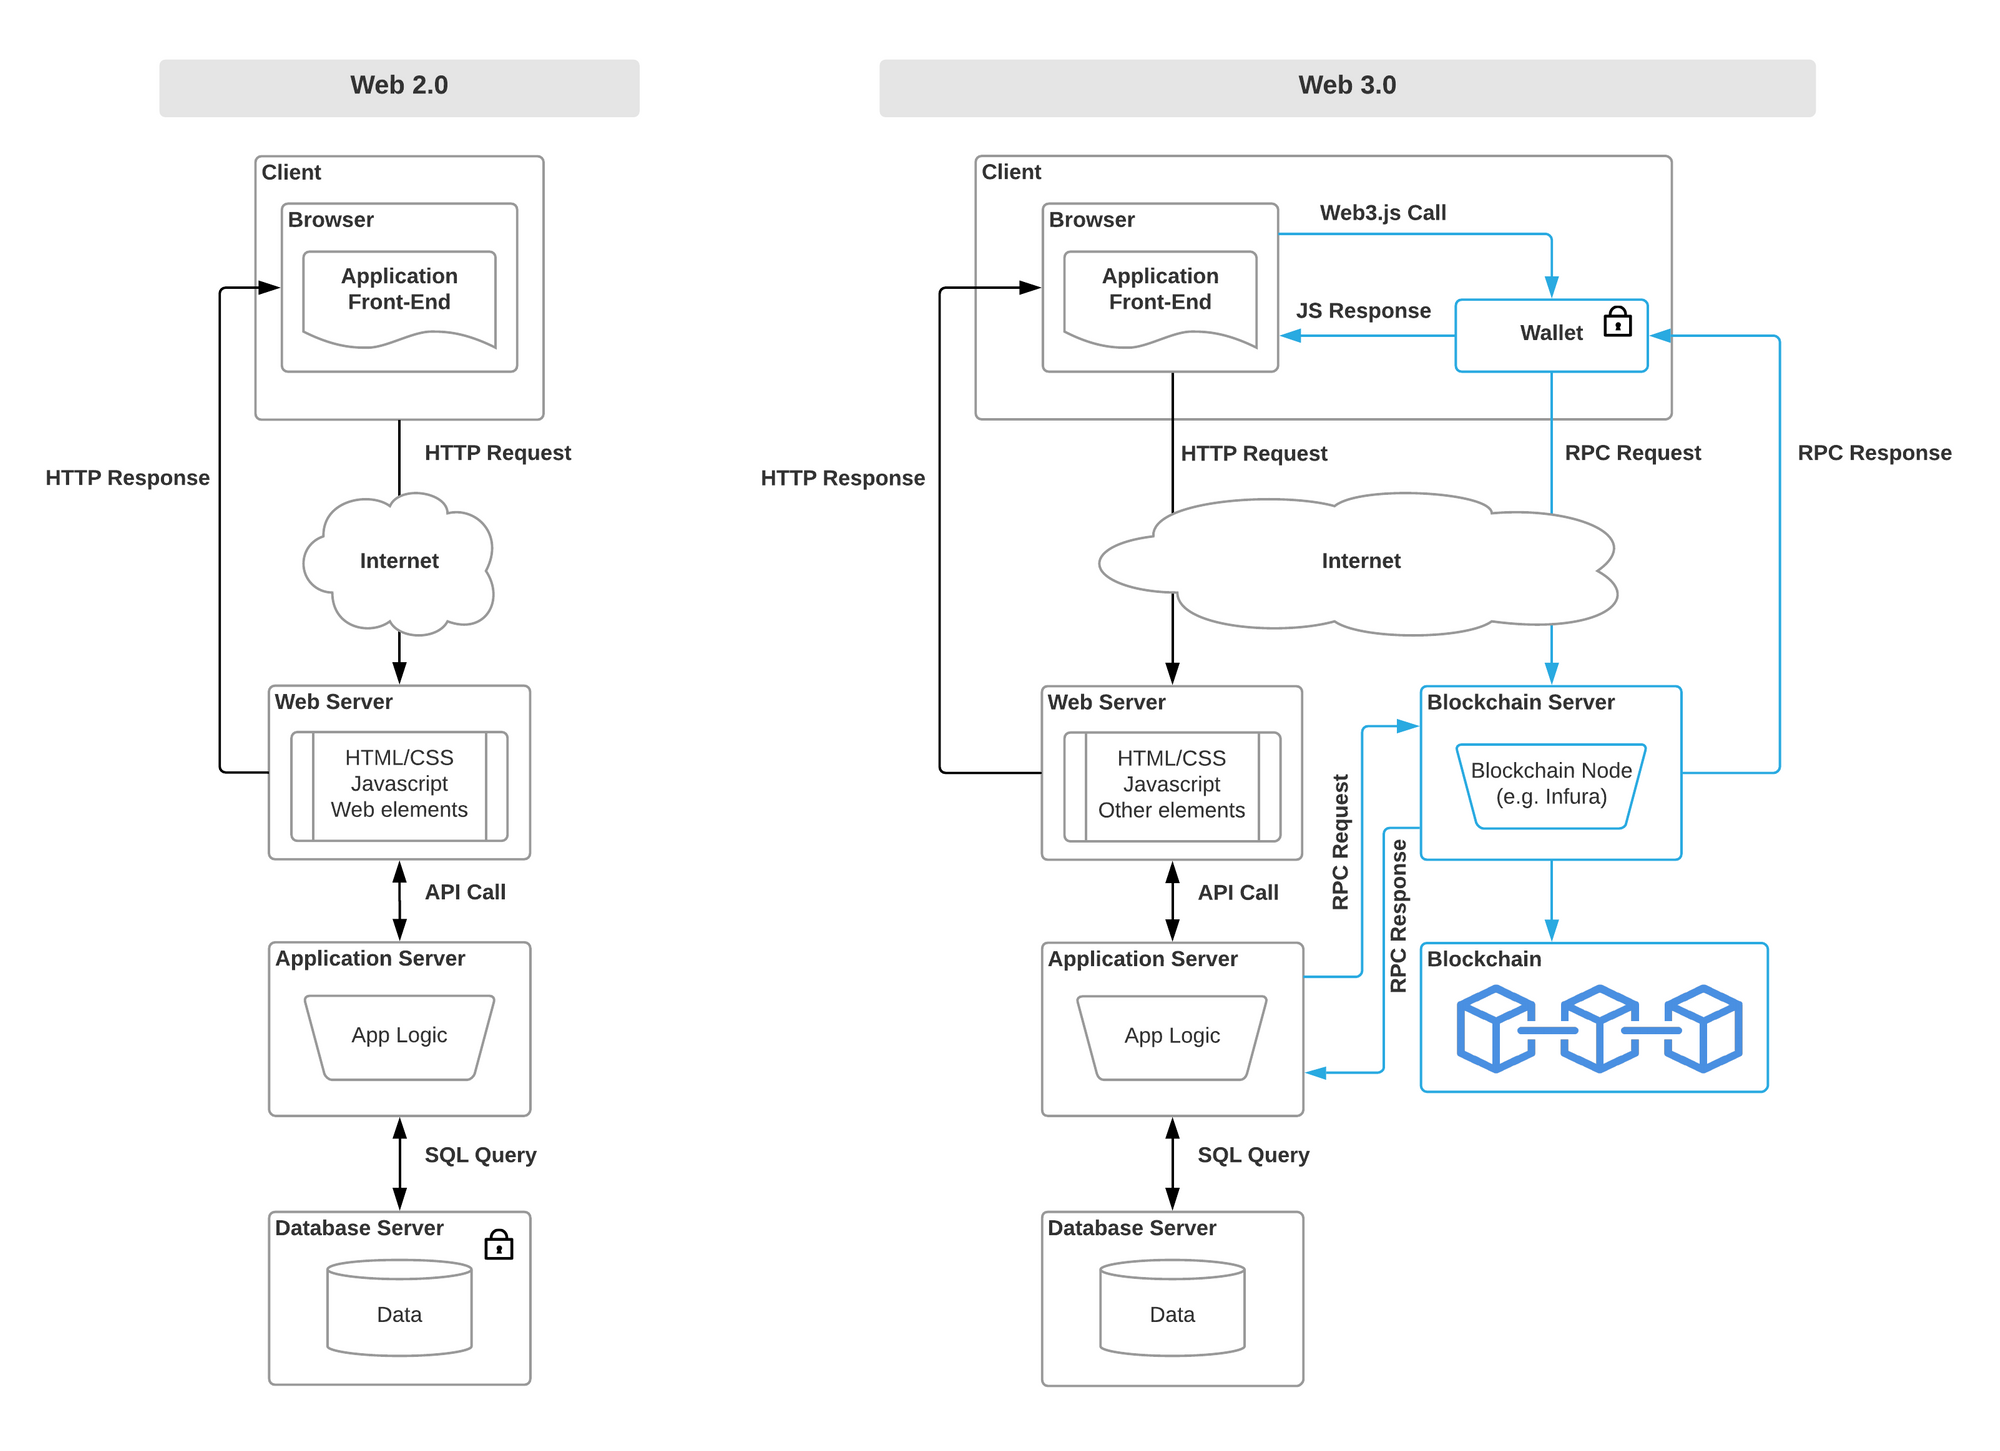 Web 2.0
Client
Browser
Application
Front-End
HTTP Request
HTTP Response
Internet
Web Server
HTML/CSS
Javascript
Web elements
API Call
Application Server
App Logic
SQL Query
Database Server
Data
Web 3.0
Client
Browser
Application
Front-End
Web3.js Call
JS Response
Wallet
HTTP Request
HTTP Response
RPC Request
RPC Response
Internet
Web Server
HTML/CSS
Javascript
Other elements
Blockchain Server
Blockchain Node
(e.g. Infura)
RPC Request
RPC Response
API Call
Application Server
App Logic
Blockchain
SQL Query
Database Server
Data